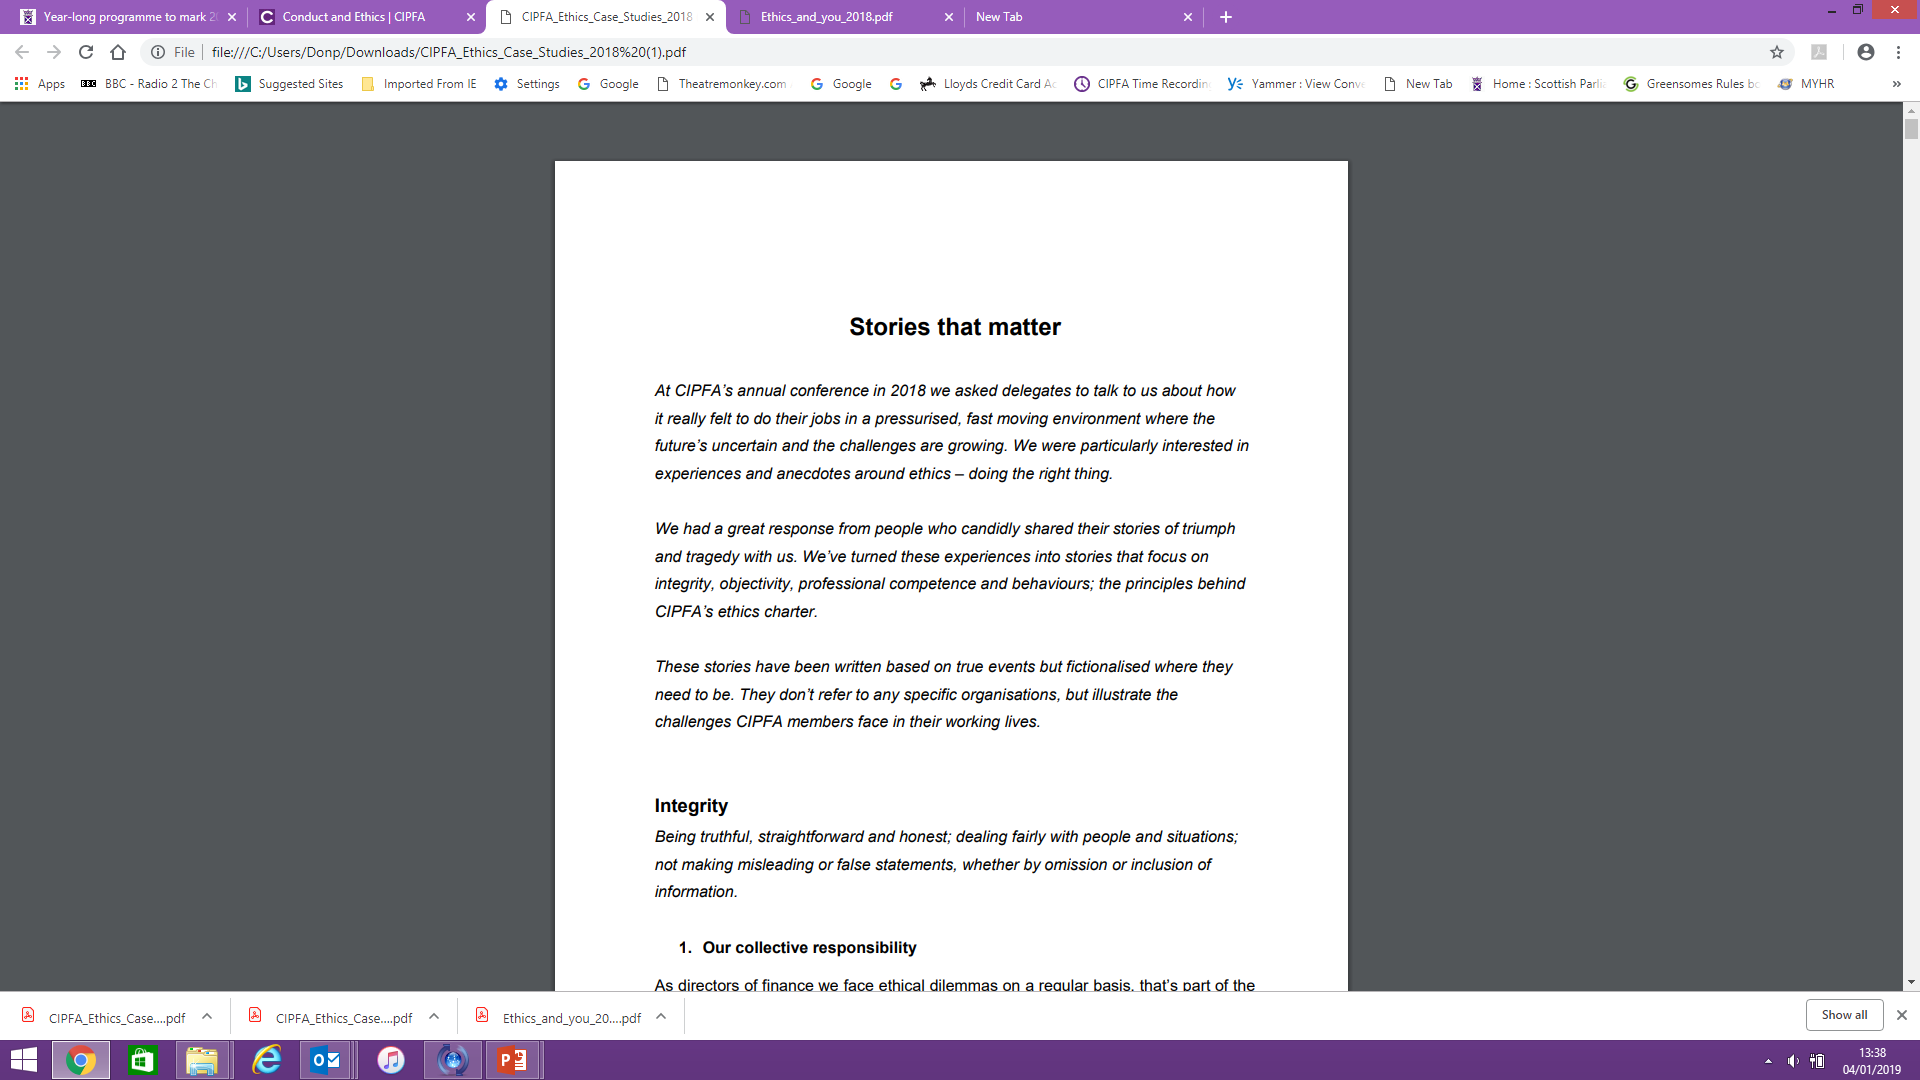 Year-long programme to mark 2
Conduct and Ethics | CIPFA
CIPFA_Ethics_Case_Studies_2018
Ethics_and_you_2018.pdf
New Tab
File
file:///C:/Users/Donp/Downloads/CIPFA_Ethics_Case_Studies_2018%20(1).pdf
Apps
BBC - Radio 2 The Ch
Suggested Sites
Imported From IE
Settings
Google
Theatremonkey.com
Google
Lloyds Credit Card Ac
CIPFA Time Recordin
Yammer : View Conve
New Tab
Home : Scottish Parli
Greensomes Rules bo
MYHR
»
Stories that matter
At CIPFA’s annual conference in 2018 we asked delegates to talk to us about how
it really felt to do their jobs in a pressurised, fast moving environment where the
future’s uncertain and the challenges are growing. We were particularly interested in
experiences and anecdotes around ethics – doing the right thing.
We had a great response from people who candidly shared their stories of triumph
and tragedy with us. We’ve turned these experiences into stories that focus on
integrity, objectivity, professional competence and behaviours; the principles behind
CIPFA’s ethics charter.
These stories have been written based on true events but fictionalised where they
need to be. They don’t refer to any specific organisations, but illustrate the
challenges CIPFA members face in their working lives.
Integrity
Being truthful, straightforward and honest; dealing fairly with people and situations;
not making misleading or false statements, whether by omission or inclusion of
information.
1. Our collective responsibility
As directors of finance we face ethical dilemmas on a regular basis, that’s part of the
CIPFA_Ethics_Case....pdf
CIPFA_Ethics_Case....pdf
Ethics_and_you_20....pdf
Show all
13:38
04/01/2019